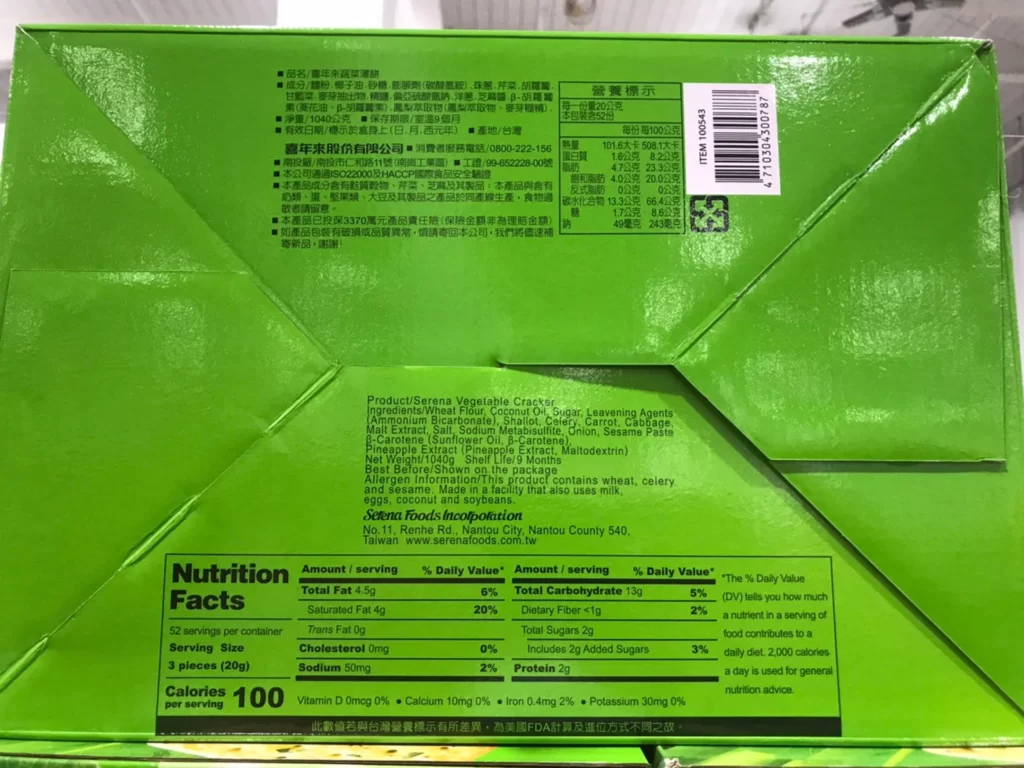 ■ 品名/喜年來蔬菜薄餅
■ 成分/麵粉、椰子油、砂糖、膨脹劑(碳酸氫銨)、珠蔥、芹菜、胡蘿蔔、
甘藍菜、麥芽抽出物、精鹽、偏亞硫酸氫鈉、洋蔥、芝麻醬、β-胡蘿蔔
素(葵花油、β-胡蘿蔔素)、鳳梨萃取物(鳳梨萃取物、麥芽糊精)
■ 淨重/1040公克 ■ 保存期限/室溫9個月
■ 有效日期/標示於盒身上(日.月.西元年) ■ 產地/台灣
喜年來股份有限公司 ■ 消費者服務電話/0800-222-156
■ 南投廠/南投市仁和路11號(南崗工業區) ■ 工證/99-652228-00號
■ 本公司通過ISO22000及HACCP國際食品安全驗證
■ 本產品成分含有麩質穀物、芹菜、芝麻及其製品,本產品與含有
奶類、蛋、堅果類、大豆及其製品之產品於同產線生產,食物過
敏者請留意。
■ 本產品已投保3370萬元產品責任險(保險金額非為理賠金額)
■ 如產品包裝有破損或品質異常,煩請寄回本公司,我們將儘速補
寄新品,謝謝!
營養標示
每一份量20公克
本包裝含52份
每份 每100公克
熱量 101.6大卡 508.1大卡
蛋白質 1.6公克 8.2公克
脂肪 4.7公克 23.3公克
飽和脂肪 4.0公克 20.0公克
反式脂肪 0公克 0公克
碳水化合物 13.3公克 66.4公克
糖 1.7公克 8.6公克
鈉 49毫克 243毫克
ITEM 100543
4 710304 300787
Product/Serena Vegetable Cracker
Ingredients/Wheat Flour, Coconut Oil, Sugar, Leavening Agents
(Ammonium Bicarbonate), Shallot, Celery, Carrot, Cabbage,
Malt Extract, Salt, Sodium Metabisulfite, Onion, Sesame Paste
β-Carotene (Sunflower Oil, β-Carotene),
Pineapple Extract (Pineapple Extract, Maltodextrin)
Net Weight/1040g Shelf Life/9 Months
Best Before/Shown on the package
Allergen Information/This product contains wheat, celery
and sesame. Made in a facility that also uses milk,
eggs, coconut and soybeans.
Serena Foods Incorporation
No.11, Renhe Rd., Nantou City, Nantou County 540,
Taiwan www.serenafoods.com.tw
Nutrition
Facts
52 servings per container
Serving Size
3 pieces (20g)
Calories
per serving 100
Amount / serving % Daily Value*
Total Fat 4.5g 6%
Saturated Fat 4g 20%
Trans Fat 0g
Cholesterol 0mg 0%
Sodium 50mg 2%
Amount / serving % Daily Value*
Total Carbohydrate 13g 5%
Dietary Fiber <1g 2%
Total Sugars 2g
Includes 2g Added Sugars 3%
Protein 2g
Vitamin D 0mcg 0% ● Calcium 10mg 0% ● Iron 0.4mg 2% ● Potassium 30mg 0%
*The % Daily Value
(DV) tells you how much
a nutrient in a serving of
food contributes to a
daily diet. 2,000 calories
a day is used for general
nutrition advice.
此數值若與台灣營養標示有所差異,為美國FDA計算及進位方式不同之故。